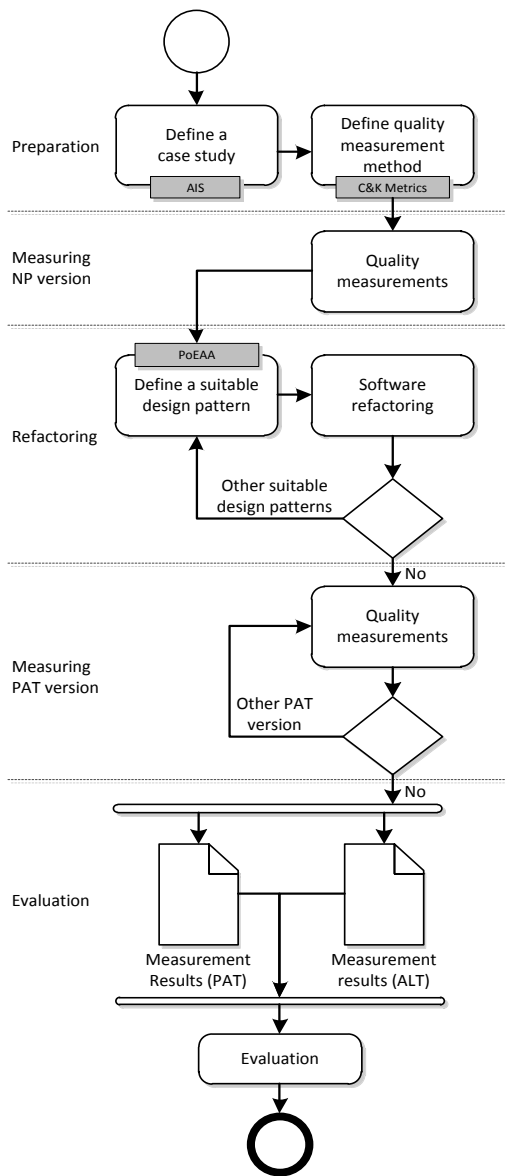 Preparation
Define a
case study
AIS
Define quality
measurement
method
C&K Metrics
Measuring
NP version
Quality
measurements
Refactoring
PoEAA
Define a suitable
design pattern
Software
refactoring
Other suitable
design patterns
No
Measuring
PAT version
Quality
measurements
Other PAT
version
No
Evaluation
Measurement
Results (PAT)
Measurement
results (ALT)
Evaluation